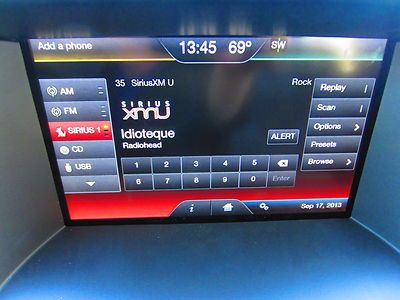 Add a phone 13:45 69° SW
AM 35 SiriusXM U Rock Replay
FM SIRIUS Scan
SIRIUS 1 xmu Options >
CD Idioteque ALERT Presets
USB Radiohead Browse >
1 2 3 4 5
6 7 8 9 0 Enter
i Sep 17, 2013